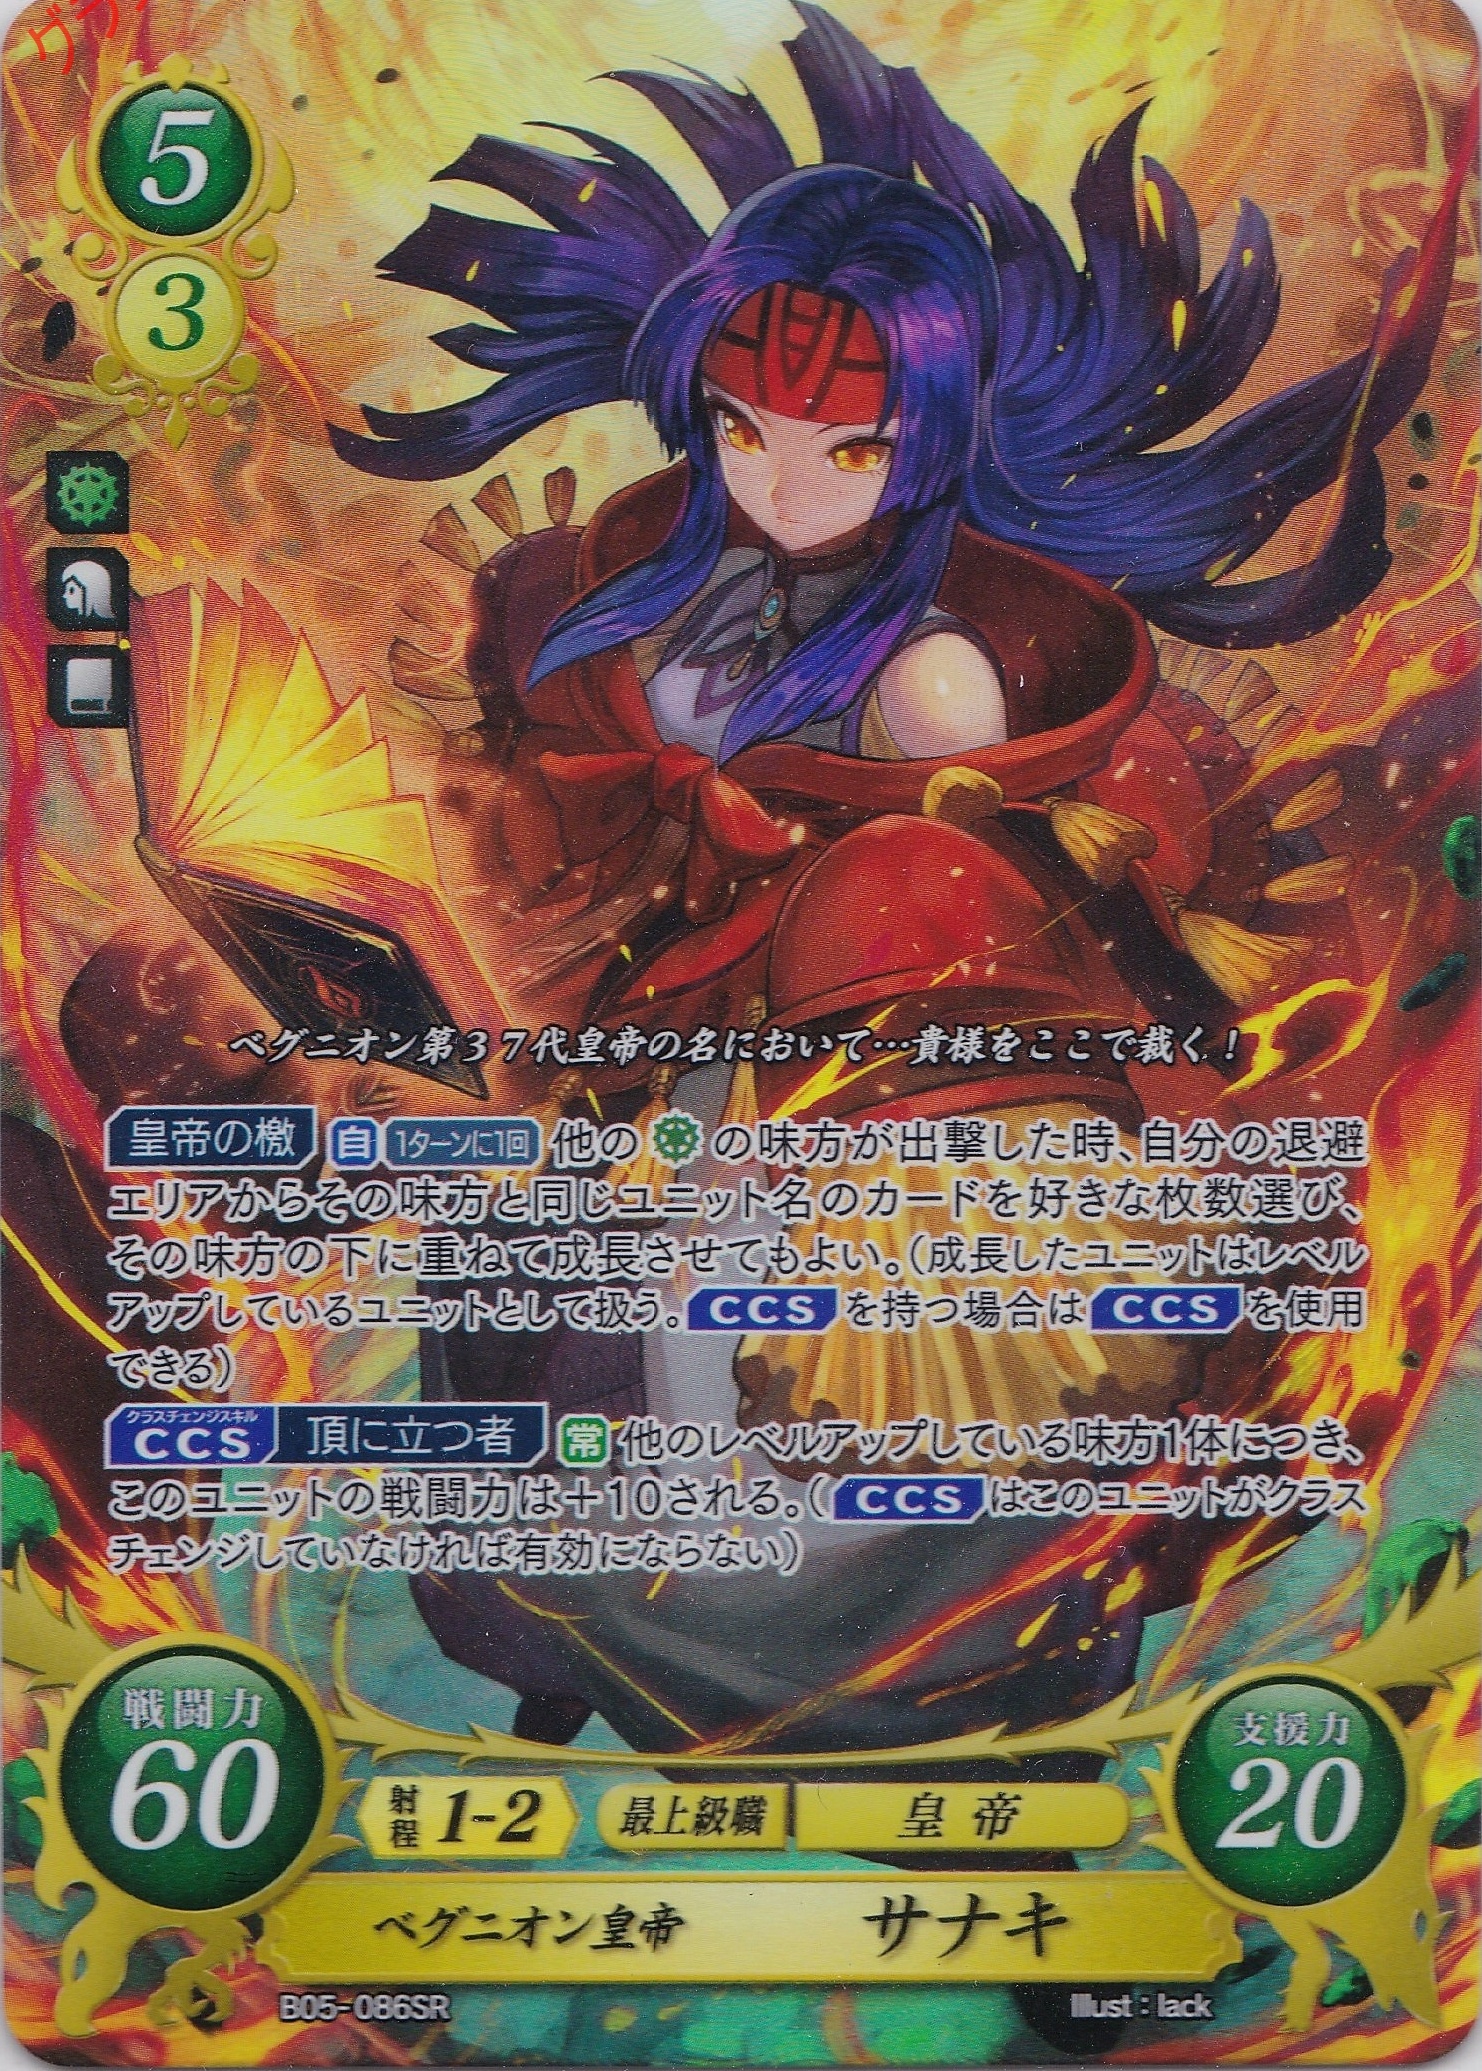 グラ
5
3
ベグニオン第37代皇帝の名において…貴様をここで裁く!
皇帝の檄 自 1ターンに1回 他の の味方が出撃した時、自分の退避
エリアからその味方と同じユニット名のカードを好きな枚数選び、
その味方の下に重ねて成長させてもよい。(成長したユニットはレベル
アップしているユニットとして扱う。CCSを持つ場合はCCSを使用
できる)
クラスチェンジスキル
CCS 頂に立つ者 常 他のレベルアップしている味方1体につき、
このユニットの戦闘力は+10される。(CCSはこのユニットがクラス
チェンジしていなければ有効にならない)
戦闘力
60
射程 1-2 最上級職 皇帝
支援力
20
ベグニオン皇帝 サナキ
B05-086SR Illust:lack